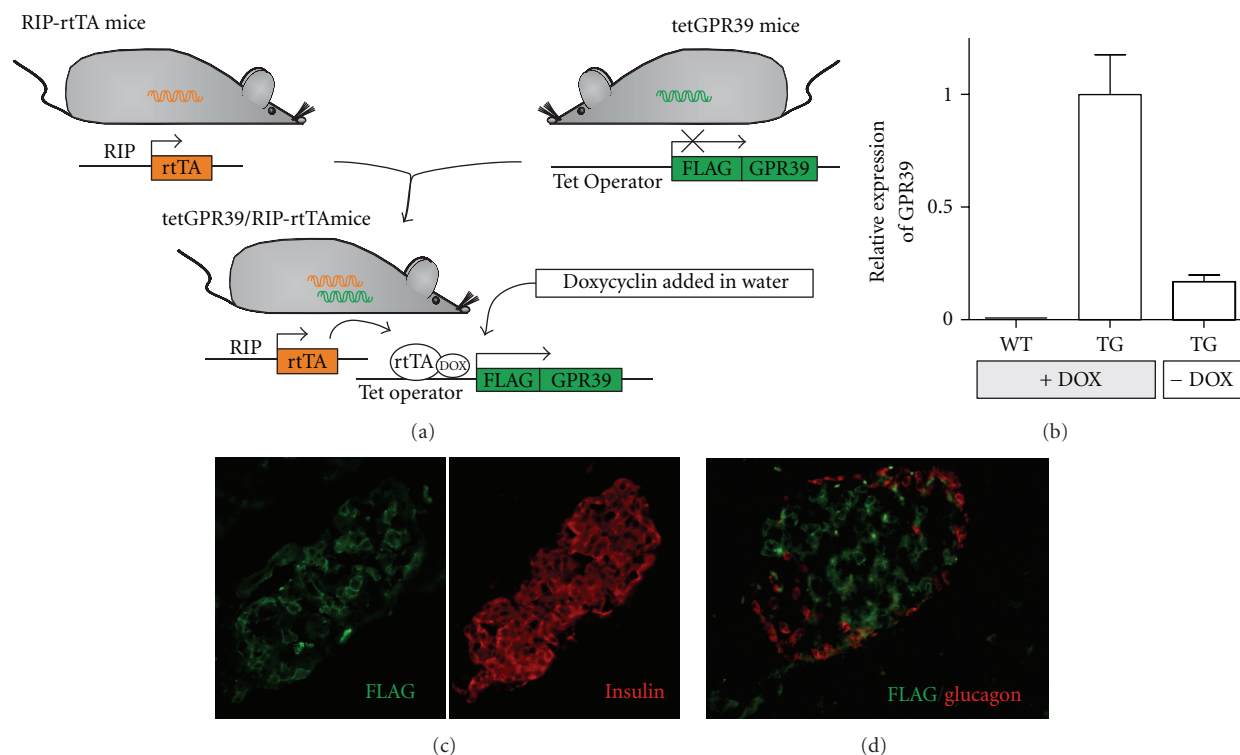 RIP-rtTA mice
tetGPR39 mice
RIP
rtTA
Tet Operator
FLAG
GPR39
tetGPR39/RIP-rtTAmice
Doxycyclin added in water
RIP
rtTA
rtTA
DOX
Tet operator
FLAG
GPR39
(a)
Relative expression
of GPR39
1
0.5
0
WT
TG
TG
+ DOX
− DOX
(b)
FLAG
Insulin
(c)
FLAG/glucagon
(d)